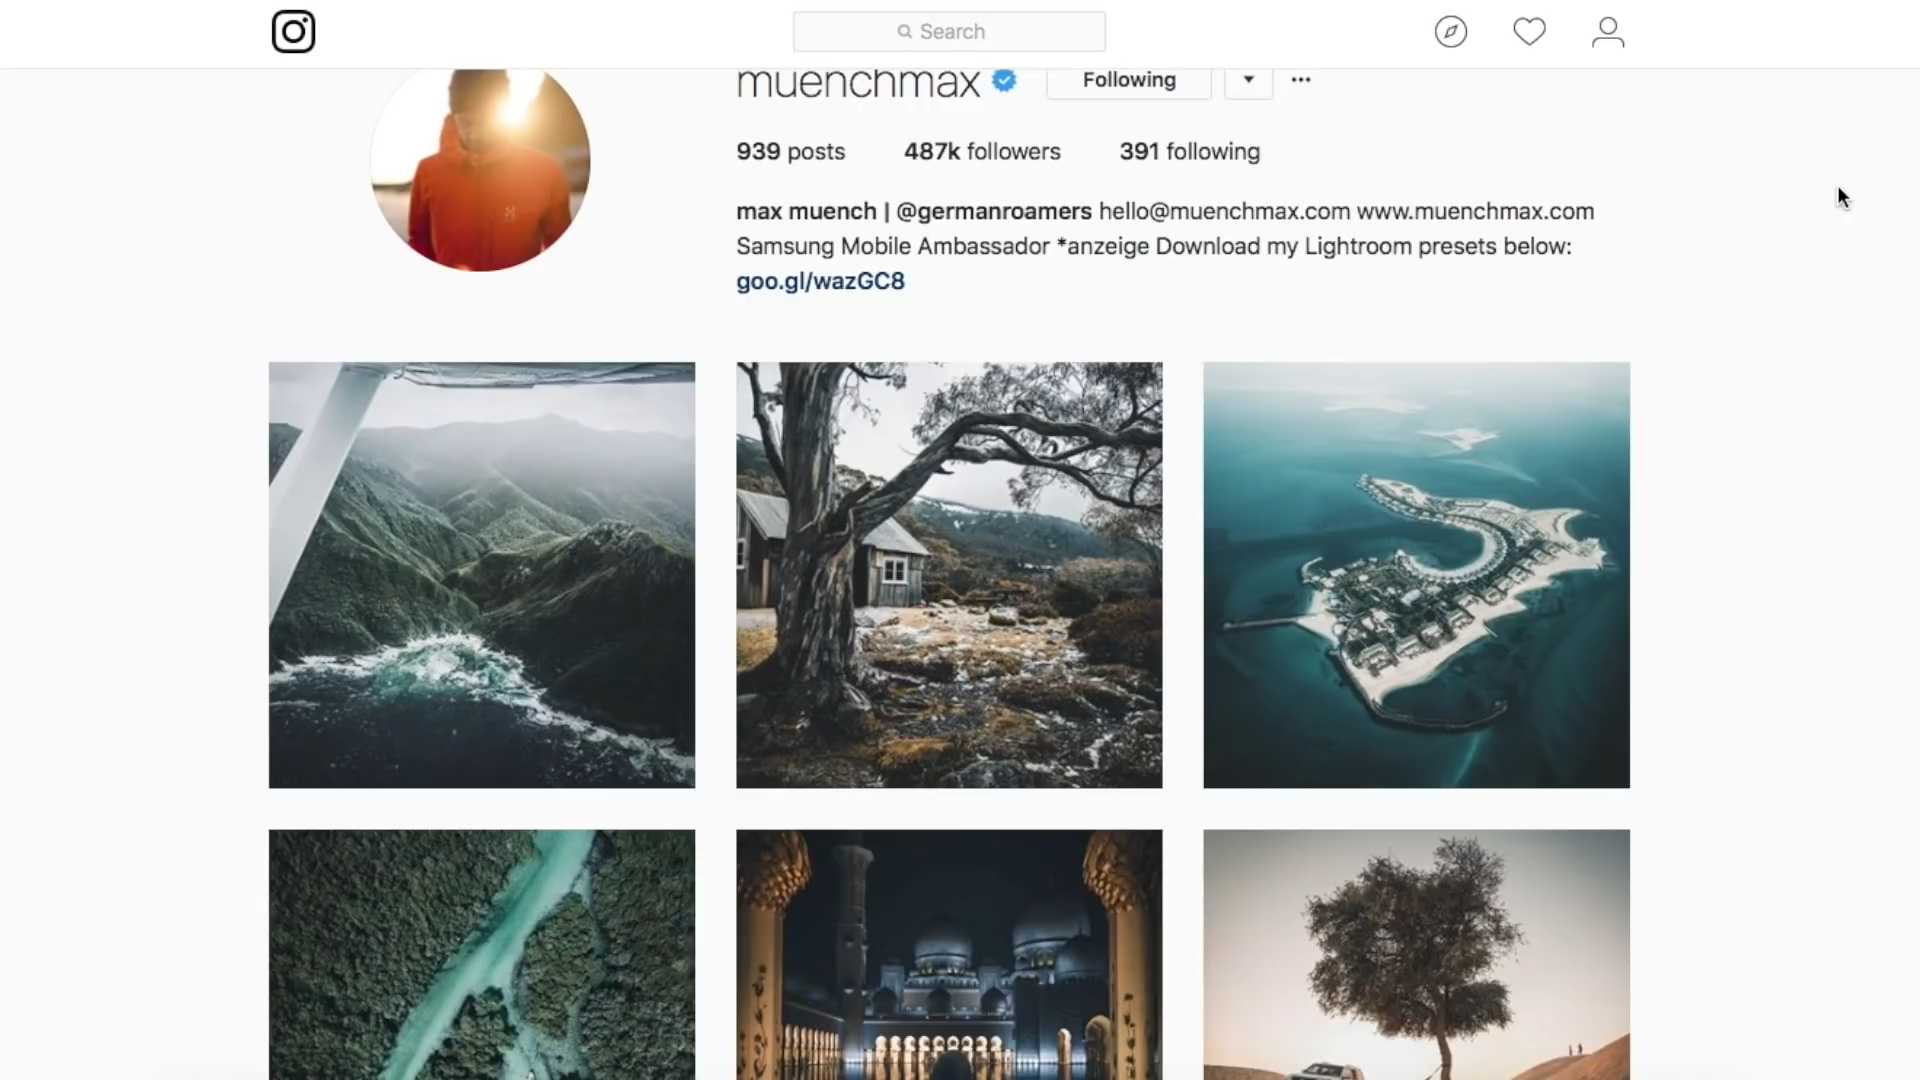 Search
muenchmax
Following
939 posts 487k followers 391 following
max muench | @germanroamers hello@muenchmax.com www.muenchmax.com
Samsung Mobile Ambassador *anzeige Download my Lightroom presets below:
goo.gl/wazGC8